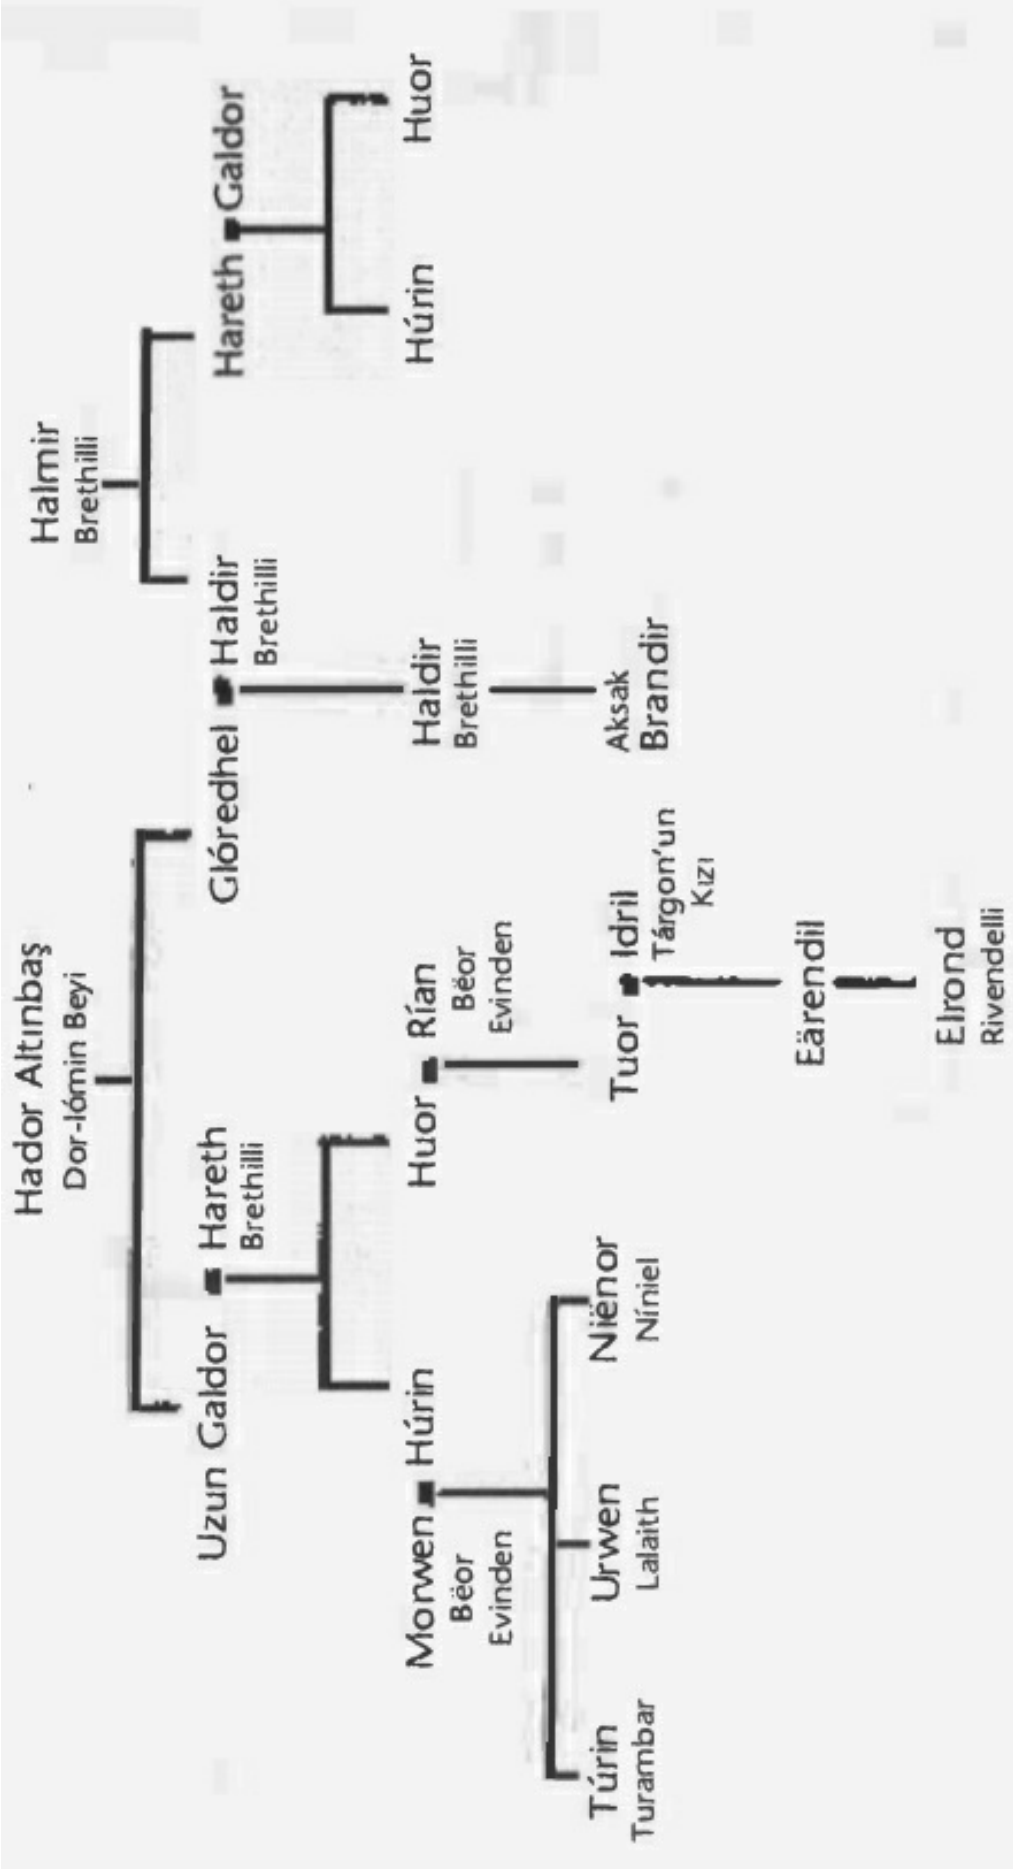 Hador Altınbaş
Dor-lómin Beyi
Halmir
Brethilli
Uzun Galdor
Hareth
Brethilli
Glóredhel
Haldir
Brethilli
Hareth
Galdor
Morwen
Bëor
Evinden
Húrin
Huor
Rían
Bëor
Evinden
Haldir
Brethilli
Húrin
Huor
Túrin
Turambar
Urwen
Lalaith
Niënor
Níniel
Tuor
Idril
Tárgon'un
Kızı
Aksak
Brandir
Eärendil
Elrond
Rivendelli